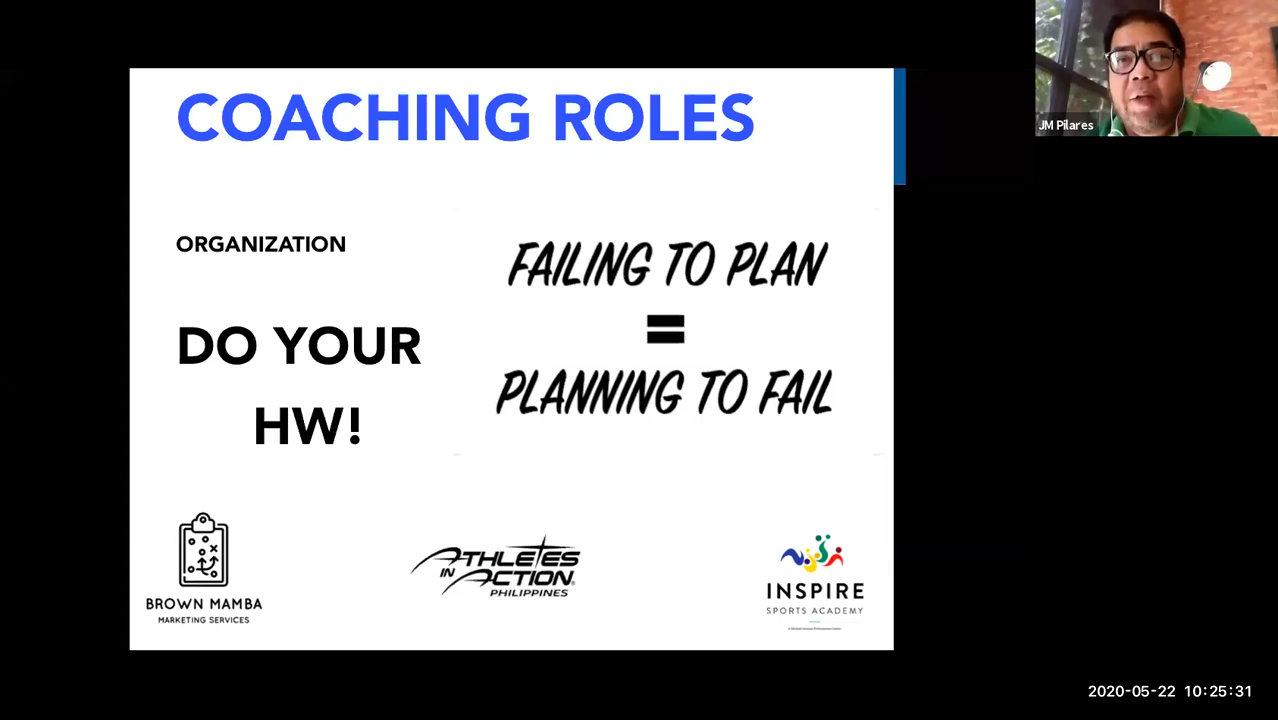 COACHING ROLES
JM Pilares
ORGANIZATION
DO YOUR
HW!
FAILING TO PLAN
=
PLANNING TO FAIL
BROWN MAMBA
MARKETING SERVICES
ATHLETES
IN ACTION
PHILIPPINES
INSPIRE
SPORTS ACADEMY
2020-05-22 10:25:31